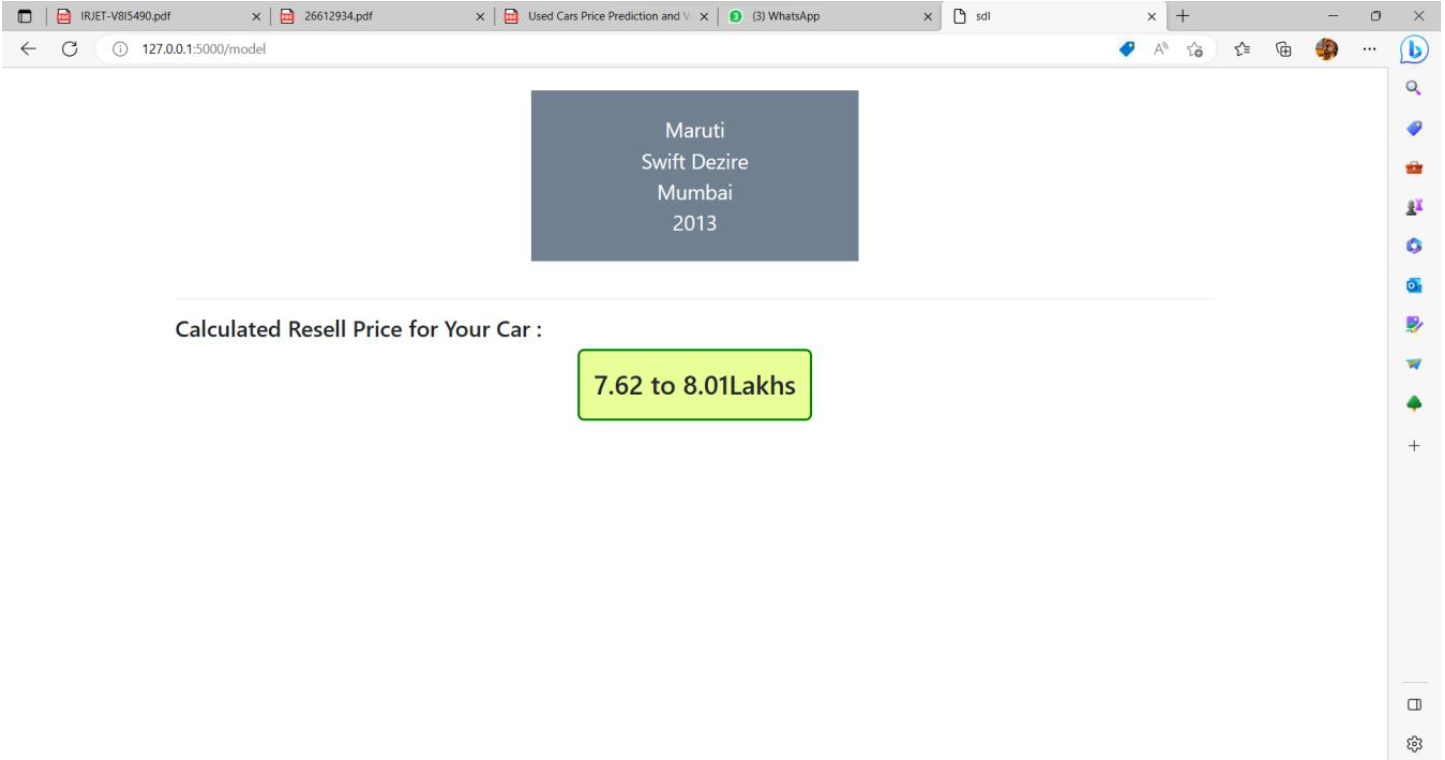 IRJET-V8I5490.pdf
26612934.pdf
Used Cars Price Prediction and V
(3) WhatsApp
sdl
127.0.0.1:5000/model
Maruti
Swift Dezire
Mumbai
2013
Calculated Resell Price for Your Car :
7.62 to 8.01Lakhs